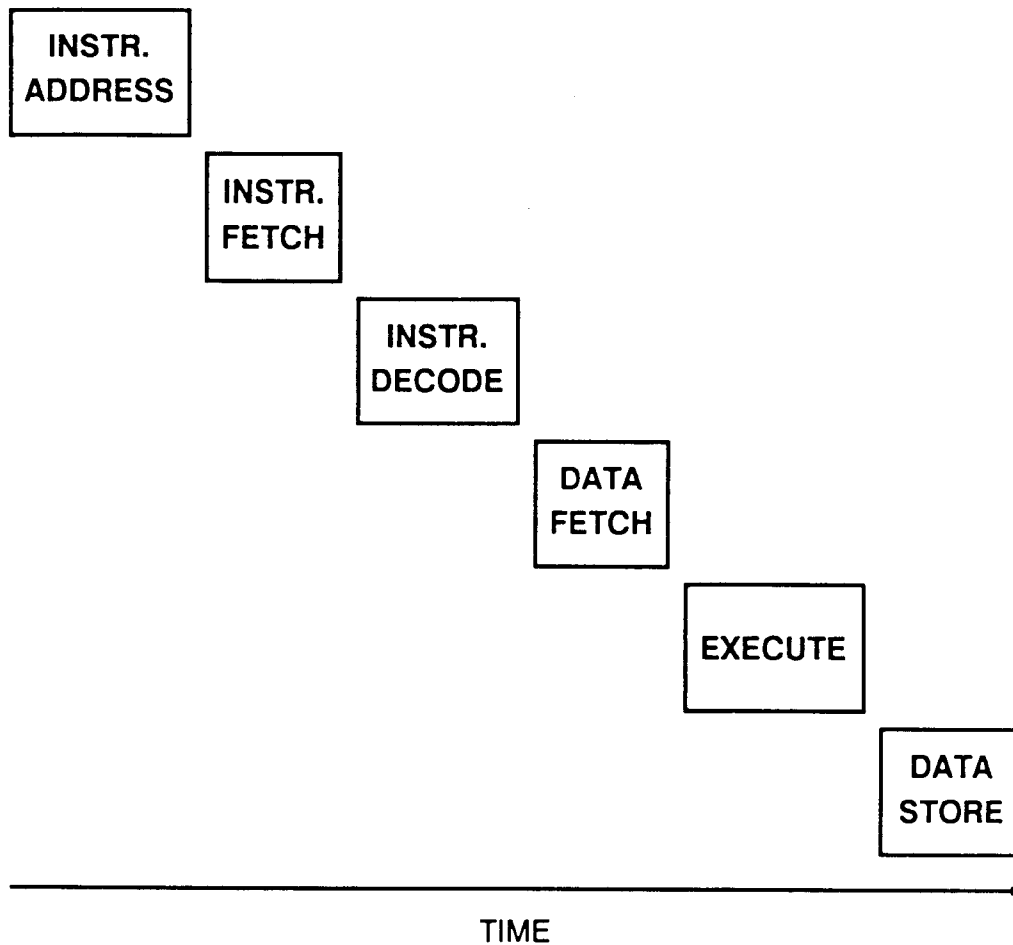 INSTR.
ADDRESS
INSTR.
FETCH
INSTR.
DECODE
DATA
FETCH
EXECUTE
DATA
STORE
TIME